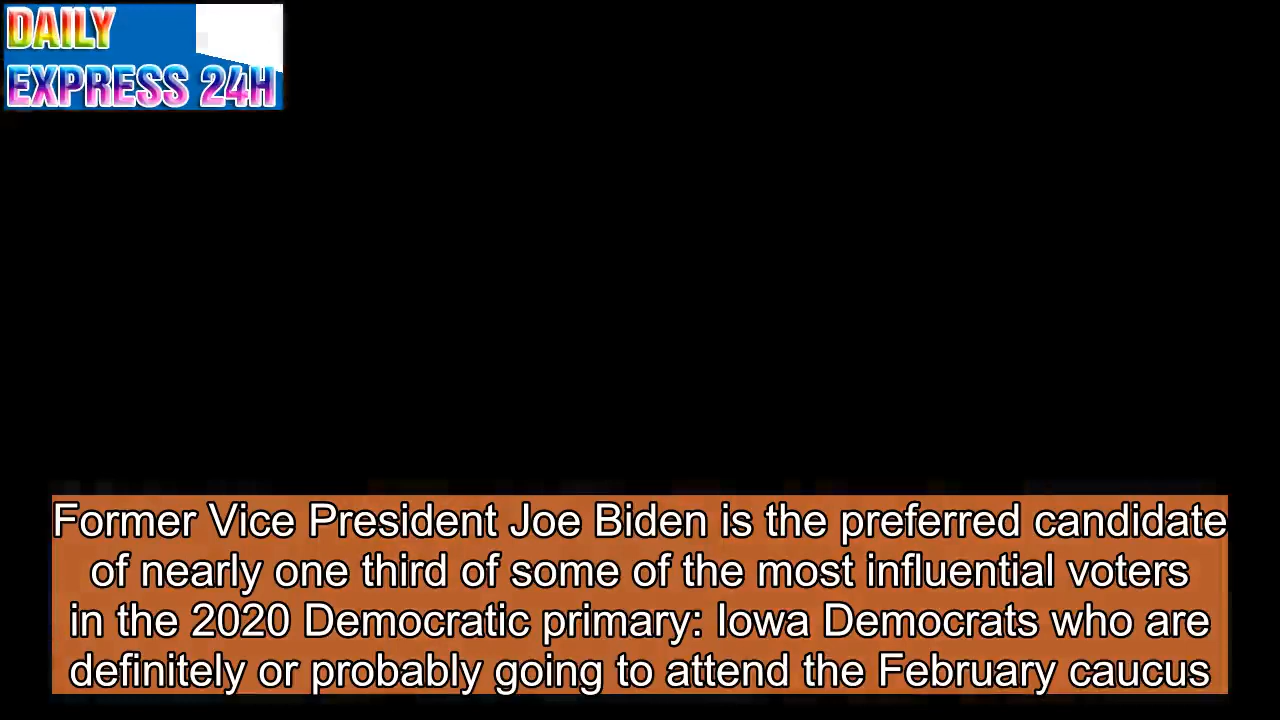 DAILY
EXPRESS 24H
Former Vice President Joe Biden is the preferred candidate
of nearly one third of some of the most influential voters
in the 2020 Democratic primary: Iowa Democrats who are
definitely or probably going to attend the February caucus